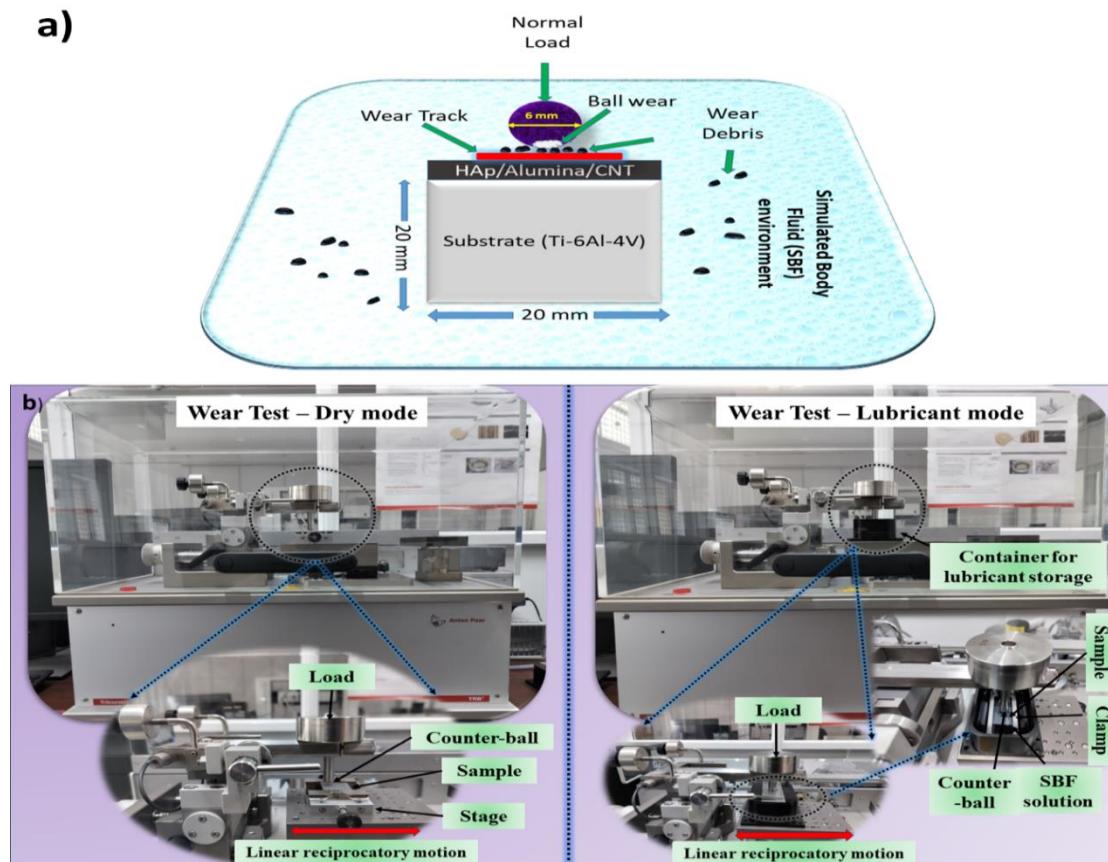 a)
Normal
Load
6 mm
Ball wear
Wear Track
Wear
Debris
HAp/Alumina/CNT
20 mm
Substrate (Ti-6Al-4V)
Simulated Body
Fluid (SBF)
environment
20 mm
b)
Wear Test – Dry mode
Anton Paar
Load
Counter-ball
Sample
Stage
Linear reciprocatory motion
Wear Test – Lubricant mode
Container for
lubricant storage
Sample
Clamp
Load
Counter
-ball
SBF
solution
Linear reciprocatory motion